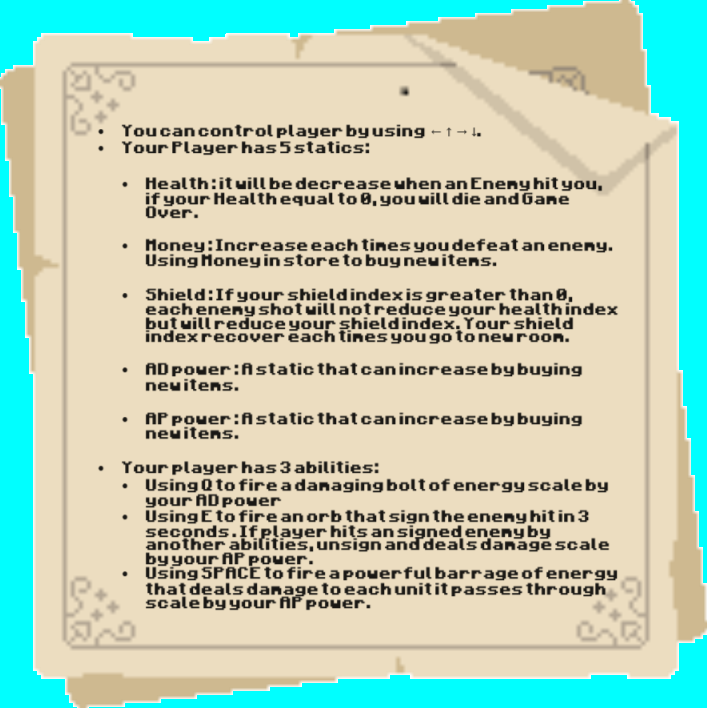 • You can control player by using ←↑→↓.
• Your Player has 5 statics:
• Health: it will be decrease when an Enemy hit you,
if your Health equal to 0, you will die and Game
Over.
• Money: Increase each times you defeat an enemy.
Using Money in store to buy new items.
• Shield: If your shield index is greater than 0,
each enemy shot will not reduce your health index
but will reduce your shield index. Your shield
index recover each times you go to new room.
• AD power: A static that can increase by buying
new items.
• AP power: A static that can increase by buying
new items.
• Your player has 3 abilities:
• Using Q to fire a damaging bolt of energy scale by
your AD power
• Using E to fire an orb that sign the enemy hit in 3
seconds. If player hits an signed enemy by
another abilities, unsign and deals damage scale
by your AP power.
• Using SPACE to fire a powerful barrage of energy
that deals damage to each unit it passes through
scale by your AP power.